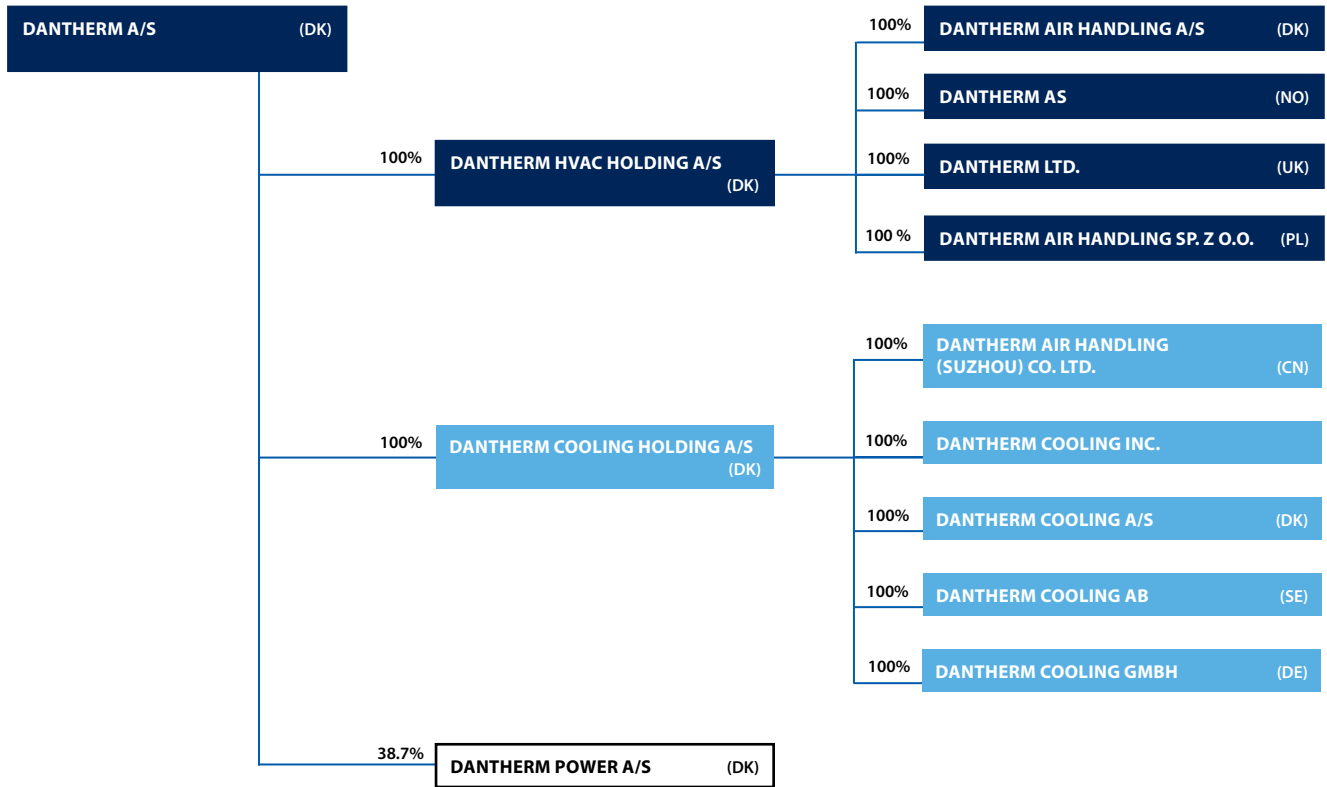 DANTHERM A/S (DK)
100% DANTHERM HVAC HOLDING A/S
(DK)
100% DANTHERM AIR HANDLING A/S (DK)
100% DANTHERM AS (NO)
100% DANTHERM LTD. (UK)
100 % DANTHERM AIR HANDLING SP. Z O.O. (PL)
100% DANTHERM COOLING HOLDING A/S
(DK)
100% DANTHERM AIR HANDLING
(SUZHOU) CO. LTD. (CN)
100% DANTHERM COOLING INC.
100% DANTHERM COOLING A/S (DK)
100% DANTHERM COOLING AB (SE)
100% DANTHERM COOLING GMBH (DE)
38.7% DANTHERM POWER A/S (DK)